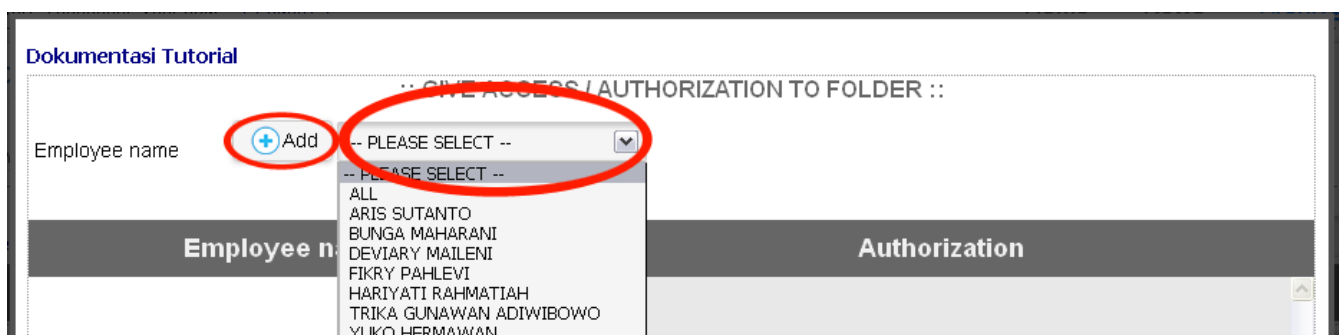 Dokumentasi Tutorial
:: GIVE ACCESS / AUTHORIZATION TO FOLDER ::
Employee name
Add
-- PLEASE SELECT --
-- PLEASE SELECT --
ALL
ARIS SUTANTO
BUNGA MAHARANI
DEVIARY MAILENI
FIKRY PAHLEVI
HARIYATI RAHMATIAH
TRIKA GUNAWAN ADIWIBOWO
YUKO HERMAWAN
Employee n
Authorization